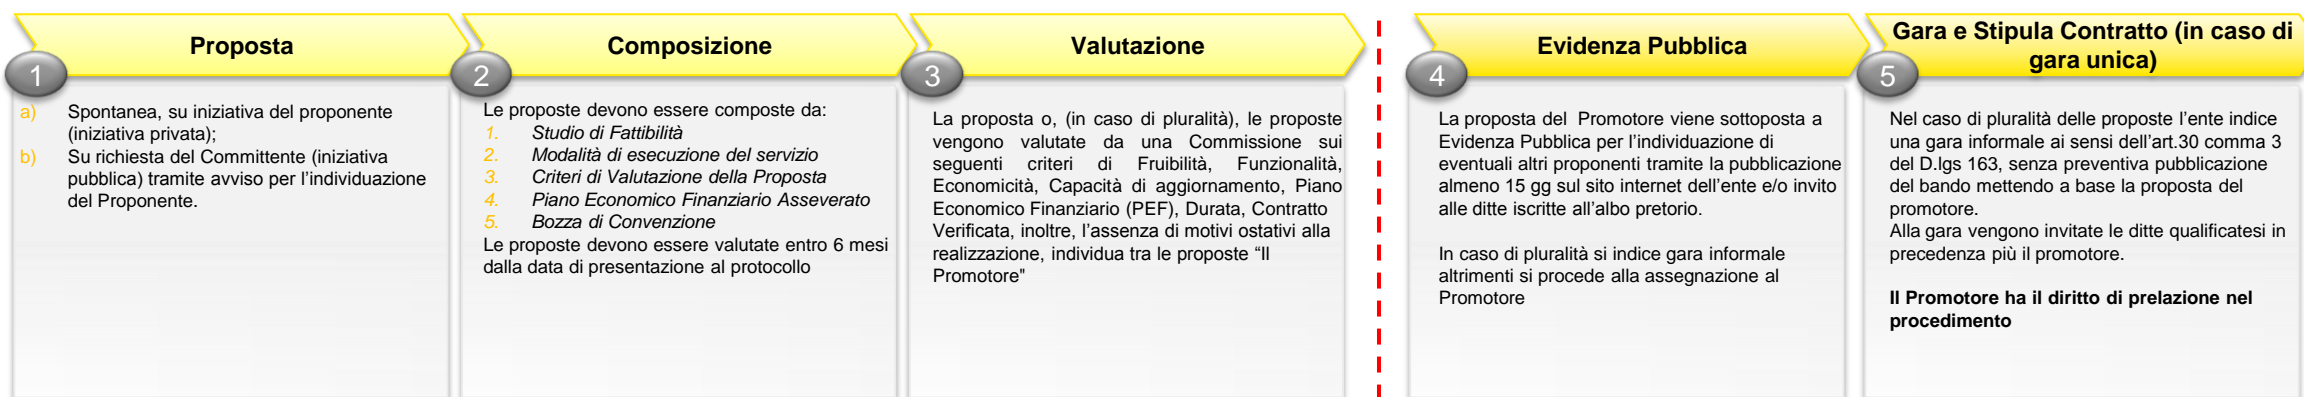 Proposta
1
a) Spontanea, su iniziativa del proponente
(iniziativa privata);
b) Su richiesta del Committente (iniziativa
pubblica) tramite avviso per l’individuazione
del Proponente.
Composizione
2
Le proposte devono essere composte da:
1. Studio di Fattibilità
2. Modalità di esecuzione del servizio
3. Criteri di Valutazione della Proposta
4. Piano Economico Finanziario Asseverato
5. Bozza di Convenzione
Le proposte devono essere valutate entro 6 mesi
dalla data di presentazione al protocollo
Valutazione
3
La proposta o, (in caso di pluralità), le proposte
vengono valutate da una Commissione sui
seguenti criteri di Fruibilità, Funzionalità,
Economicità, Capacità di aggiornamento, Piano
Economico Finanziario (PEF), Durata, Contratto
Verificata, inoltre, l’assenza di motivi ostativi alla
realizzazione, individua tra le proposte “Il
Promotore"
Evidenza Pubblica
4
La proposta del Promotore viene sottoposta a
Evidenza Pubblica per l’individuazione di
eventuali altri proponenti tramite la pubblicazione
almeno 15 gg sul sito internet dell’ente e/o invito
alle ditte iscritte all’albo pretorio.
In caso di pluralità si indice gara informale
altrimenti si procede alla assegnazione al
Promotore
Gara e Stipula Contratto (in caso di
gara unica)
5
Nel caso di pluralità delle proposte l’ente indice
una gara informale ai sensi dell’art.30 comma 3
del D.lgs 163, senza preventiva pubblicazione
del bando mettendo a base la proposta del
promotore.
Alla gara vengono invitate le ditte qualificatesi in
precedenza più il promotore.
Il Promotore ha il diritto di prelazione nel
procedimento